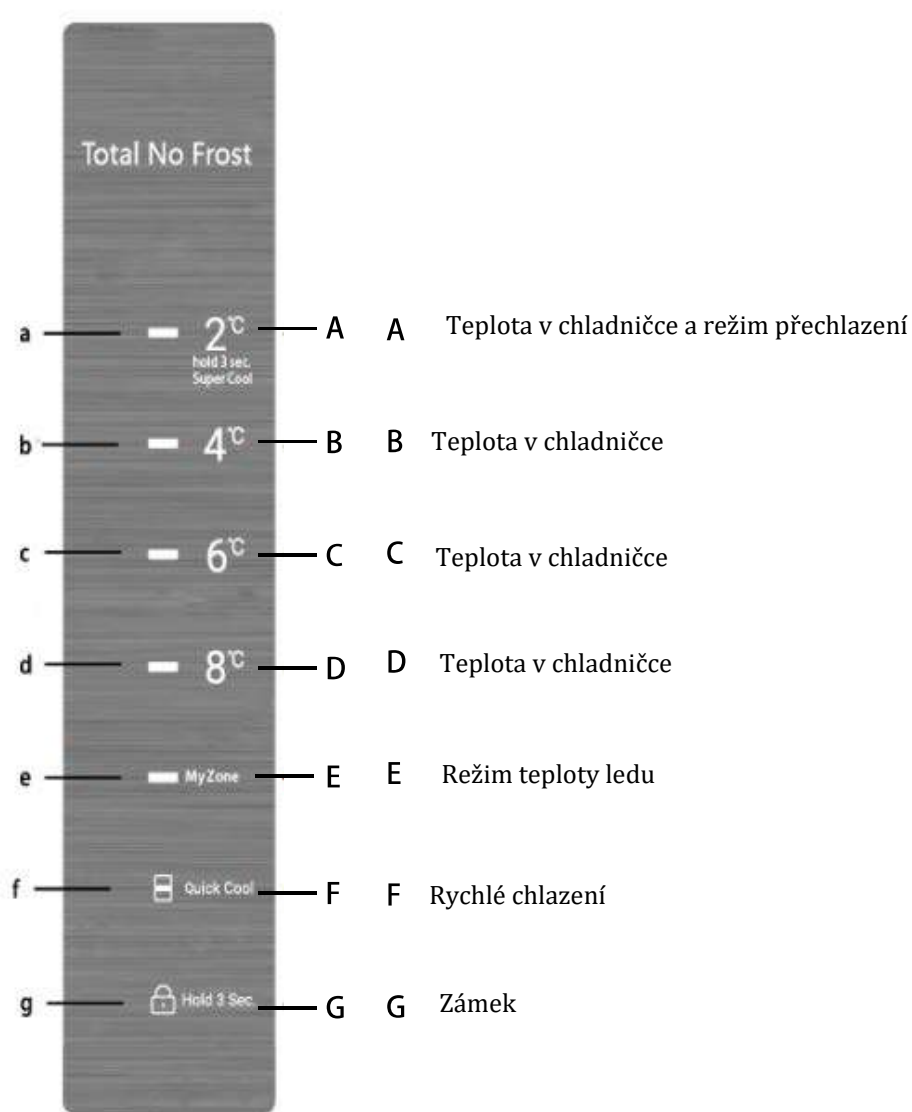 Total No Frost
a 2°C A A Teplota v chladničce a režim přechlazení
hold 3 sec.
Super Cool
b 4°C B B Teplota v chladničce
c 6°C C C Teplota v chladničce
d 8°C D D Teplota v chladničce
e MyZone E E Režim teploty ledu
f Quick Cool F F Rychlé chlazení
g Hold 3 Sec. G G Zámek